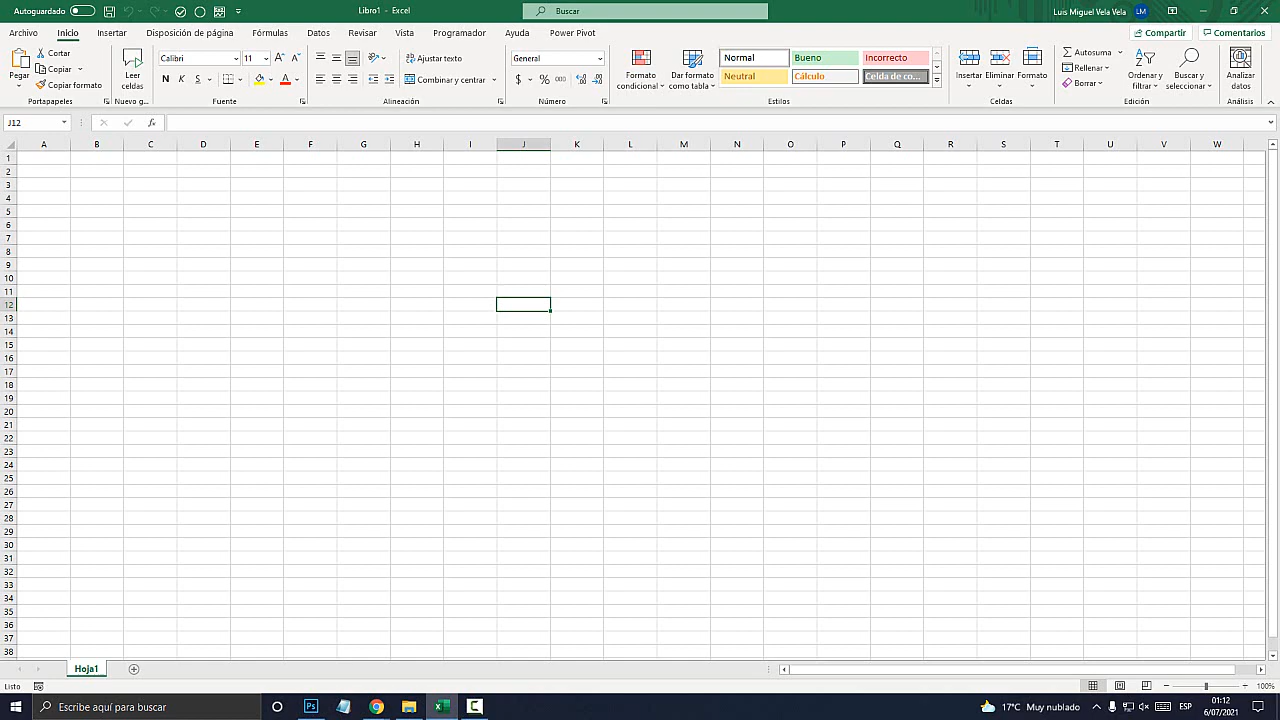 Autoguardado
Libro1 - Excel
Buscar
Luis Miguel Vela Vela
LM
Archivo Inicio Insertar Disposición de página Fórmulas Datos Revisar Vista Programador Ayuda Power Pivot
Compartir
Comentarios
Pegar
Cortar
Copiar
Copiar formato
Portapapeles
Leer celdas
Nuevo g...
Calibri
11
N K S
Fuente
Ajustar texto
Combinar y centrar
Alineación
General
$ % 000
Número
Formato condicional
Dar formato como tabla
Normal Bueno Incorrecto
Neutral Cálculo Celda de co...
Estilos
Insertar Eliminar Formato
Celdas
Autosuma
Rellenar
Borrar
Ordenar y filtrar
Buscar y seleccionar
Edición
Analizar datos
Análisis
J12
fx
A B C D E F G H I J K L M N O P Q R S T U V W
1
2
3
4
5
6
7
8
9
10
11
12
13
14
15
16
17
18
19
20
21
22
23
24
25
26
27
28
29
30
31
32
33
34
35
36
37
38
Hoja1
Listo
100%
Escribe aquí para buscar
Ps
17°C Muy nublado
ESP
01:12
6/07/2021